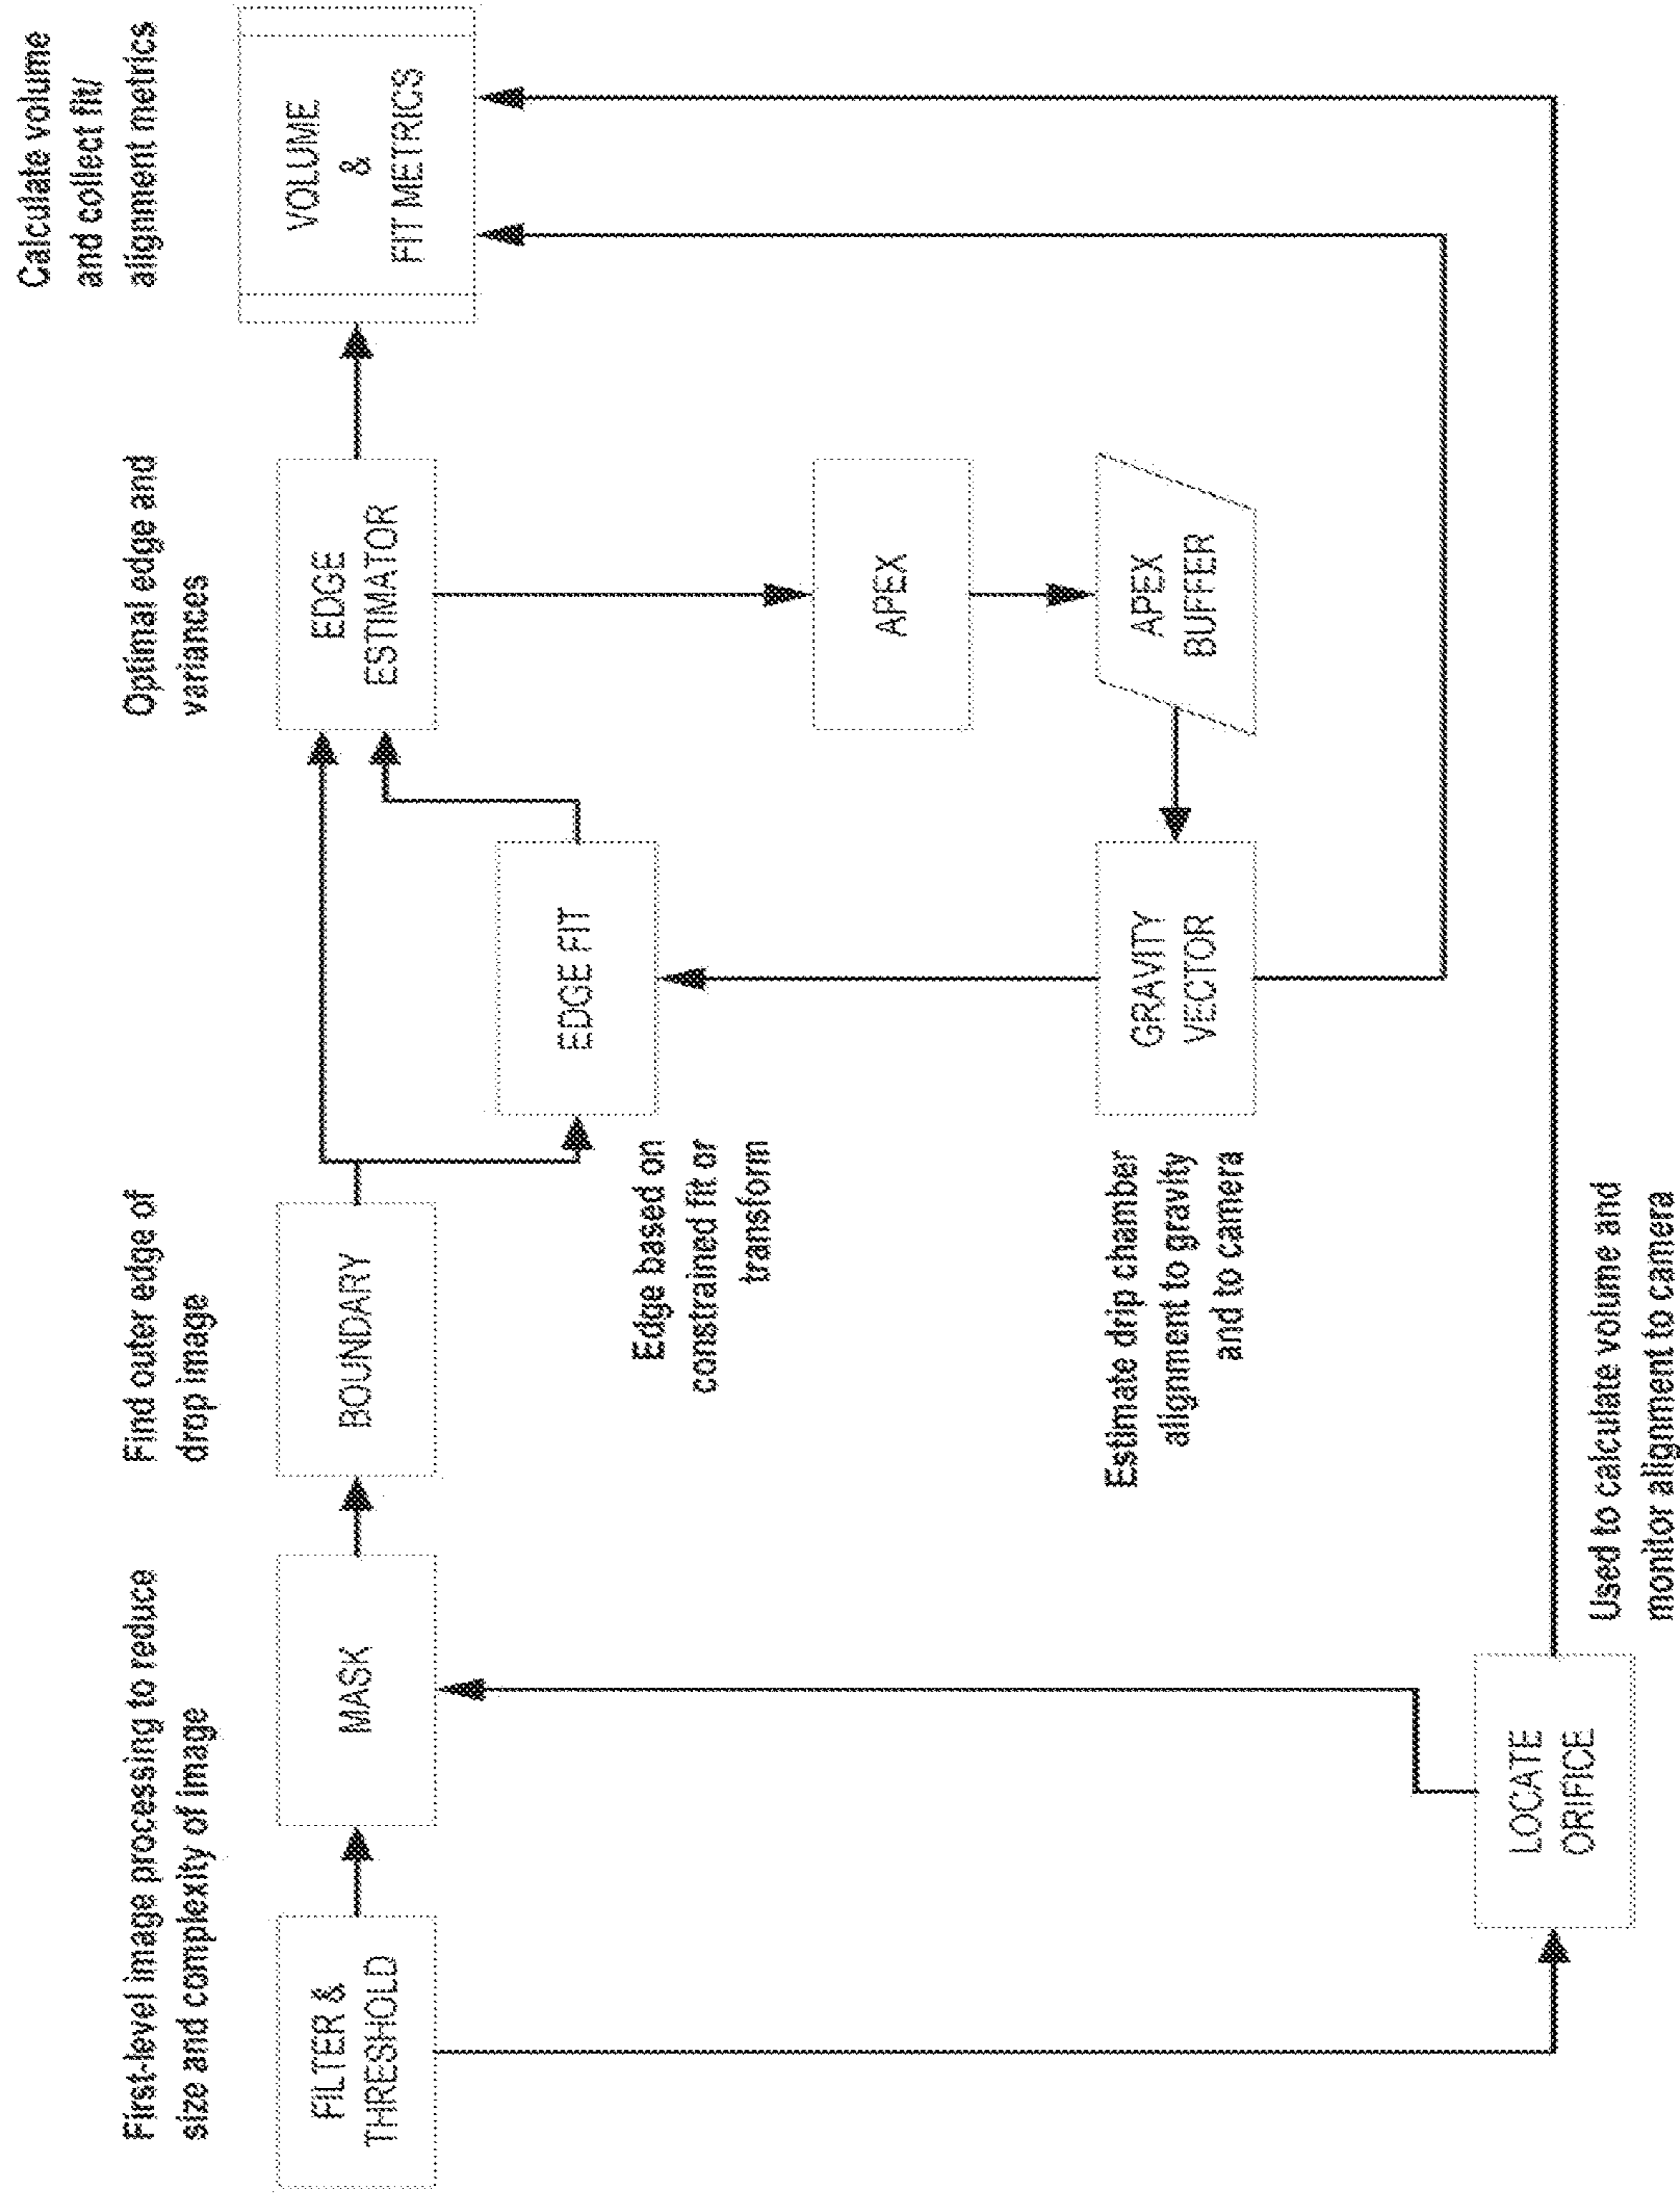 First-level image processing to reduce
size and complexity of image
Find outer edge of
drop image
Optimal edge and
variances
Calculate volume
and collect fit/
alignment metrics
FILTER &
THRESHOLD
MASK
BOUNDARY
EDGE
ESTIMATOR
VOLUME
&
FIT METRICS
EDGE FIT
Edge based on
constrained fit or
transform
APEX
Estimate drip chamber
alignment to gravity
and to camera
GRAVITY
VECTOR
APEX
BUFFER
LOCATE
ORIFICE
Used to calculate volume and
monitor alignment to camera